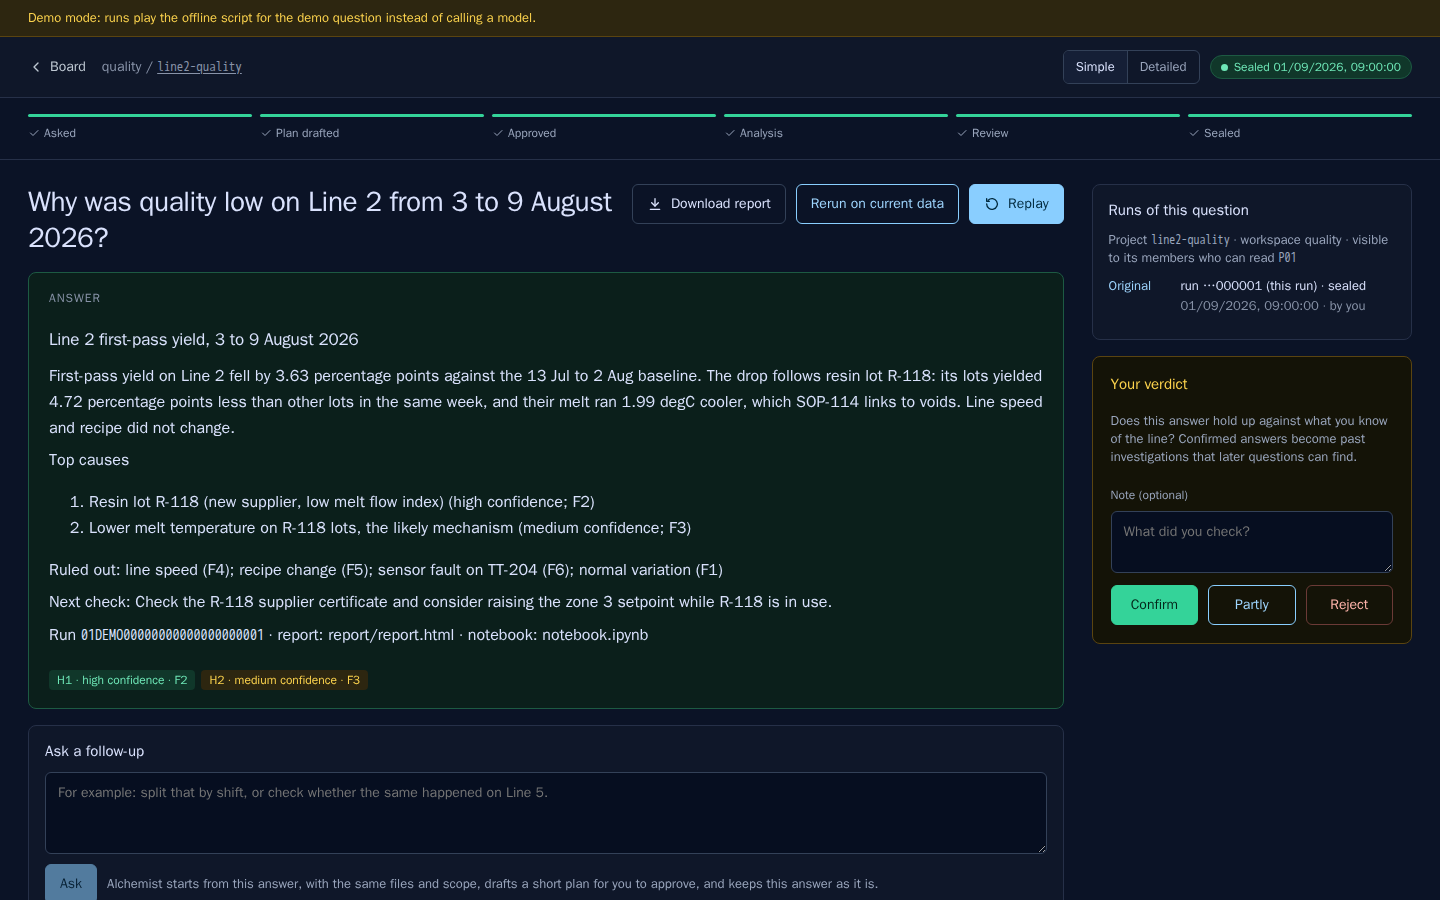 Demo mode: runs play the offline script for the demo question instead of calling a model.
Board quality / line2-quality
Simple Detailed Sealed 01/09/2026, 09:00:00
Asked Plan drafted Approved Analysis Review Sealed
Why was quality low on Line 2 from 3 to 9 August
2026?
Download report Rerun on current data Replay
ANSWER
Line 2 first-pass yield, 3 to 9 August 2026
First-pass yield on Line 2 fell by 3.63 percentage points against the 13 Jul to 2 Aug baseline. The drop follows resin lot R-118: its lots yielded
4.72 percentage points less than other lots in the same week, and their melt ran 1.99 degC cooler, which SOP-114 links to voids. Line speed
and recipe did not change.
Top causes
1. Resin lot R-118 (new supplier, low melt flow index) (high confidence; F2)
2. Lower melt temperature on R-118 lots, the likely mechanism (medium confidence; F3)
Ruled out: line speed (F4); recipe change (F5); sensor fault on TT-204 (F6); normal variation (F1)
Next check: Check the R-118 supplier certificate and consider raising the zone 3 setpoint while R-118 is in use.
Run 01DEMO00000000000000000001 · report: report/report.html · notebook: notebook.ipynb
H1 · high confidence · F2 H2 · medium confidence · F3
Ask a follow-up
For example: split that by shift, or check whether the same happened on Line 5.
Ask Alchemist starts from this answer, with the same files and scope, drafts a short plan for you to approve, and keeps this answer as it is.
Runs of this question
Project line2-quality · workspace quality · visible
to its members who can read P01
Original run ···000001 (this run) · sealed
01/09/2026, 09:00:00 · by you
Your verdict
Does this answer hold up against what you know
of the line? Confirmed answers become past
investigations that later questions can find.
Note (optional)
What did you check?
Confirm Partly Reject